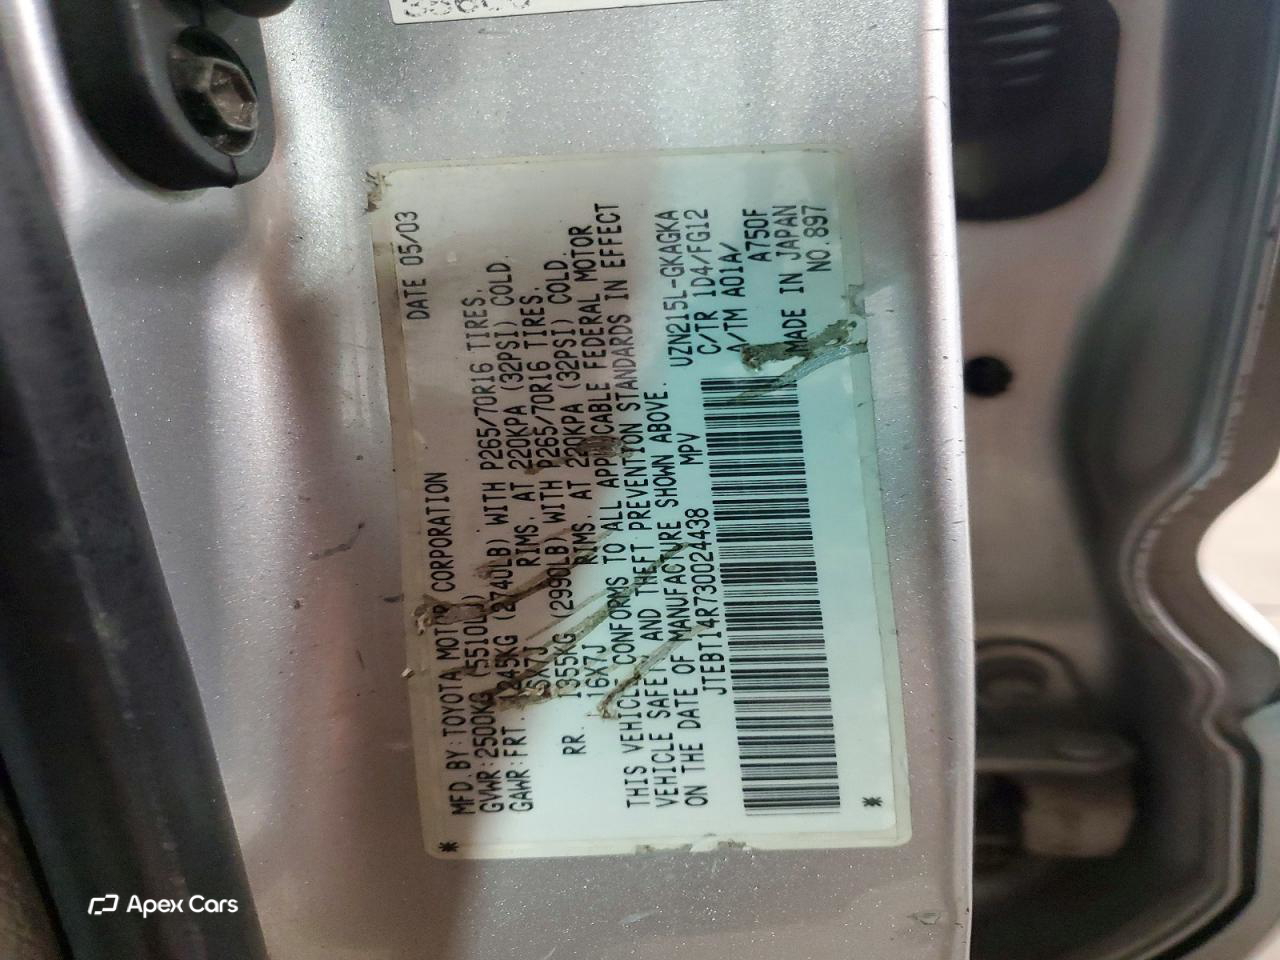 MFD.BY:TOYOTA MOTOR CORPORATION DATE 05/03
GVWR:2500KG (5510LB)
GAWR:FRT. 1245KG (2740LB) WITH P265/70R16 TIRES,
16X7J RIMS, AT 220KPA (32PSI) COLD.
RR. 1355KG (2990LB) WITH P265/70R16 TIRES,
16X7J RIMS, AT 220KPA (32PSI) COLD.
THIS VEHICLE CONFORMS TO ALL APPLICABLE FEDERAL MOTOR
VEHICLE SAFETY AND THEFT PREVENTION STANDARDS IN EFFECT
ON THE DATE OF MANUFACTURE SHOWN ABOVE.
JTEBT14R730024438 MPV
UZN215L-GKAGKA
C/TR 1D4/FG12
A/TM A01A/
A750F
MADE IN JAPAN
NO.897
* *
Apex Cars